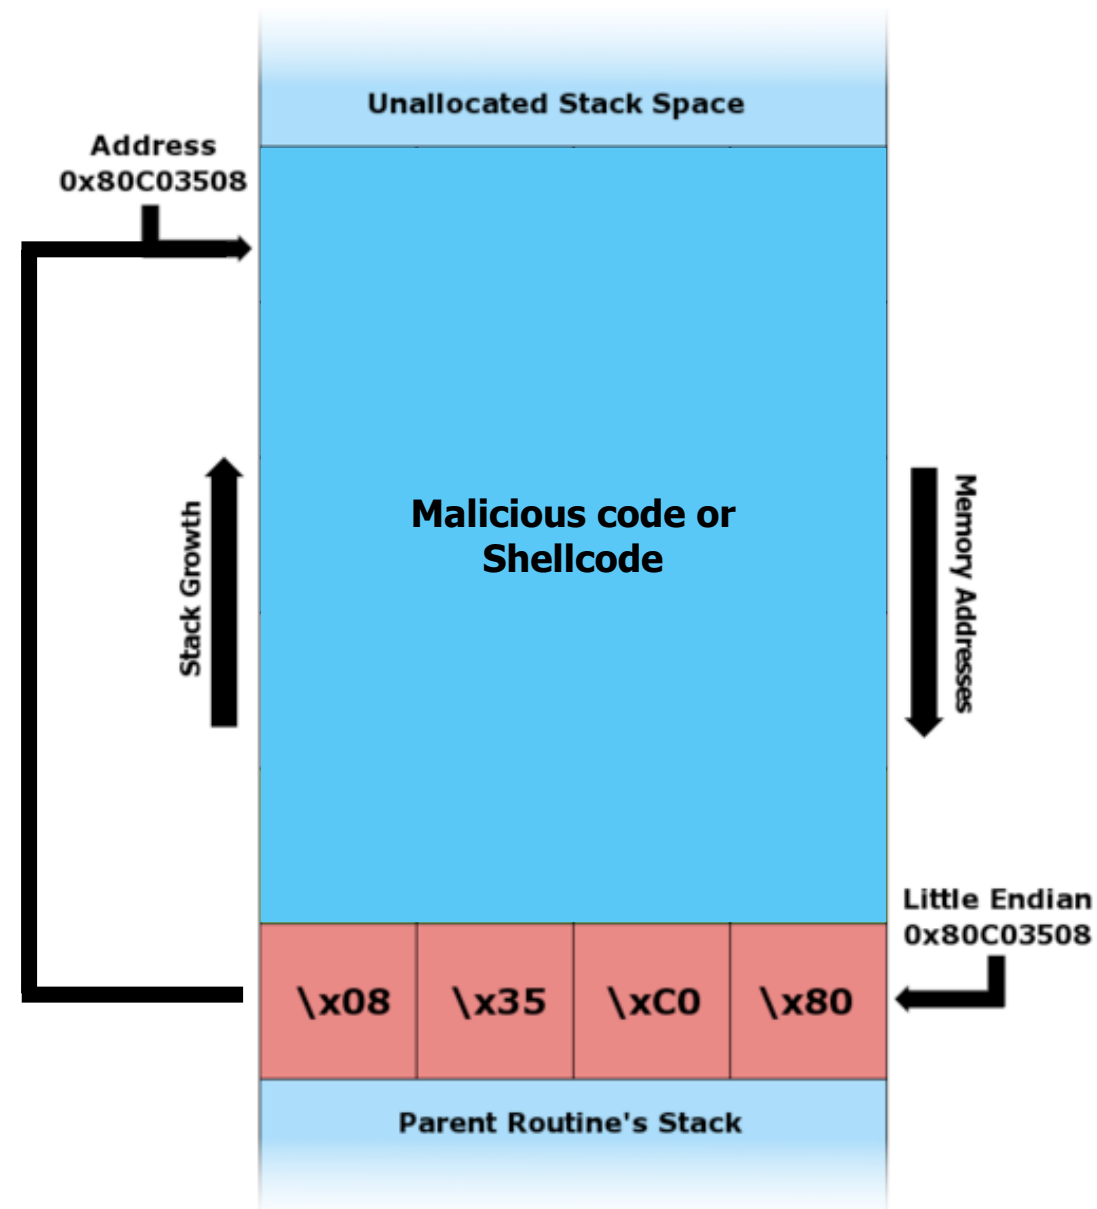 Unallocated Stack Space
Address
0x80C03508
Malicious code or
Shellcode
Stack Growth
Memory Addresses
Little Endian
0x80C03508
\x08 \x35 \xC0 \x80
Parent Routine's Stack